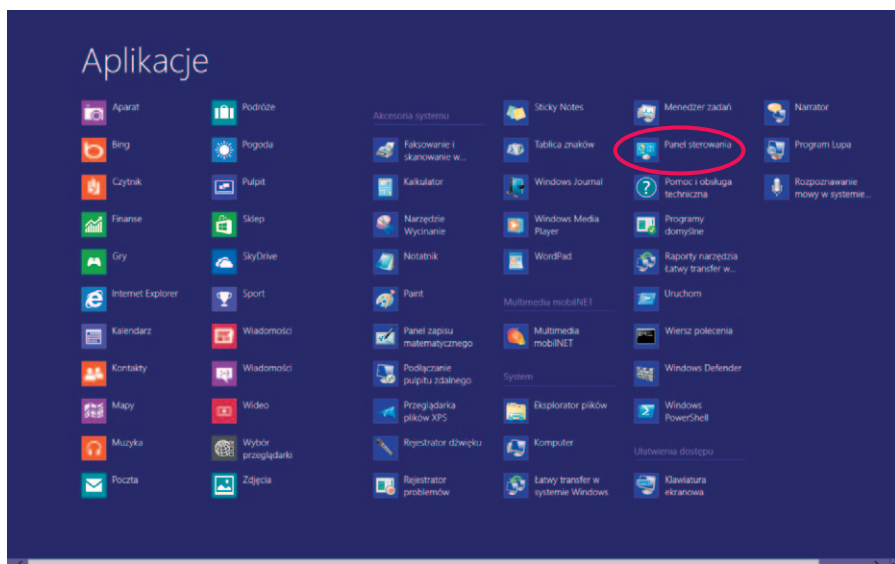 Aplikacje
Aparat
Bing
Czytnik
Finanse
Gry
Internet Explorer
Kalendarz
Kontakty
Mapy
Muzyka
Poczta
Podróże
Pogoda
Pulpit
Sklep
SkyDrive
Sport
Wiadomości
Wiadomości
Wideo
Wybór
przeglądarki
Zdjęcia
Akcesoria systemu
Faksowanie i
skanowanie w...
Kalkulator
Narzędzie
Wycinanie
Notatnik
Paint
Panel zapisu
matematycznego
Podłączanie
pulpitu zdalnego
Przeglądarka
plików XPS
Rejestrator dźwięku
Rejestrator
problemów
Sticky Notes
Tablica znaków
Windows Journal
Windows Media
Player
WordPad
Multimedia mobilNET
Multimedia
mobilNET
System
Eksplorator plików
Komputer
Łatwy transfer w
systemie Windows
Menedżer zadań
Panel sterowania
Pomoc i obsługa
techniczna
Programy
domyślne
Raporty narzędzia
Łatwy transfer w...
Uruchom
Wiersz polecenia
Windows Defender
Windows
PowerShell
Ułatwienia dostępu
Klawiatura
ekranowa
Narrator
Program Lupa
Rozpoznawanie
mowy w systemie...